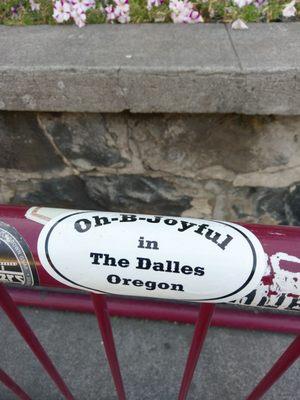 Oh-B-Joyful
in
The Dalles
Oregon